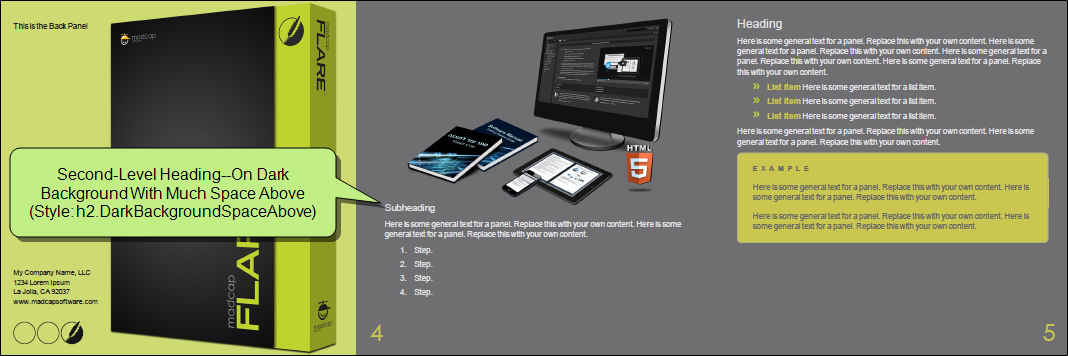 This is the Back Panel
madcap
FLARE
madcap
Second-Level Heading--On Dark
Background With Much Space Above
(Style: h2.DarkBackgroundSpaceAbove)
My Company Name, LLC
1234 Lorem Ipsum
La Jolla, CA 92037
www.madcapsoftware.com
madcap
FLARE
madcap
Software Manual
HTML
5
Subheading
Here is some general text for a panel. Replace this with your own content. Here is some
general text for a panel. Replace this with your own content.
1. Step.
2. Step.
3. Step.
4. Step.
4
Heading
Here is some general text for a panel. Replace this with your own content. Here is some
general text for a panel. Replace this with your own content. Here is some general text for a
panel. Replace this with your own content. Here is some general text for a panel. Replace
this with your own content.
» List item Here is some general text for a list item.
» List item Here is some general text for a list item.
» List item Here is some general text for a list item.
Here is some general text for a panel. Replace this with your own content. Here is some
general text for a panel. Replace this with your own content.
EXAMPLE
Here is some general text for a panel. Replace this with your own content. Here is
some general text for a panel. Replace this with your own content.
Here is some general text for a panel. Replace this with your own content. Here is
some general text for a panel. Replace this with your own content.
5